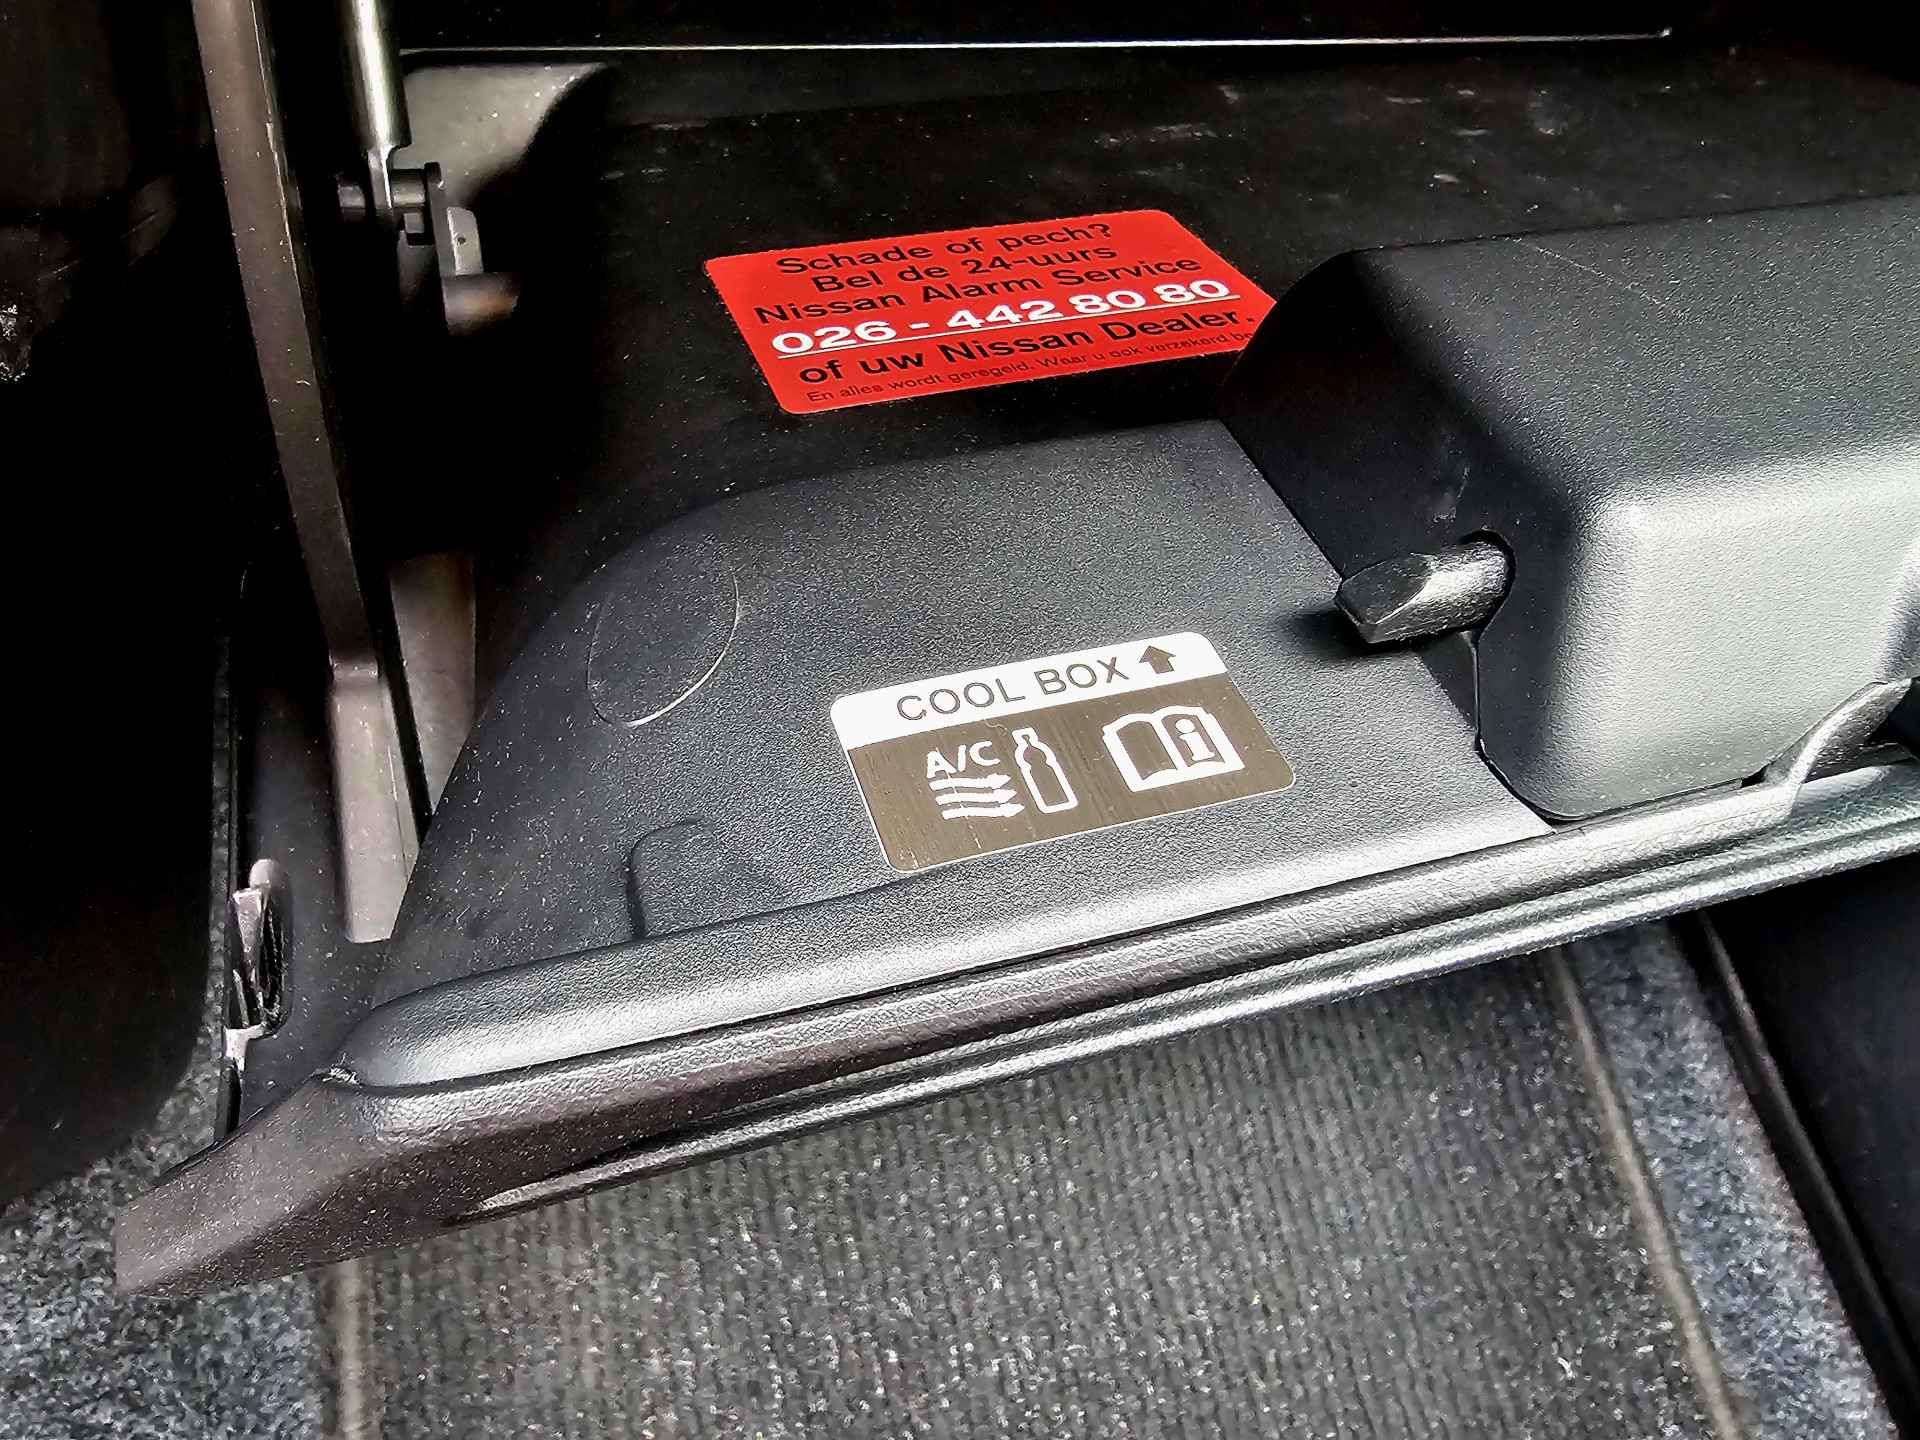 Schade of pech?
Bel de 24-uurs
Nissan Alarm Service
026 - 442 80 80
of uw Nissan Dealer.
En alles wordt geregeld. Waar u ook verzekerd be
COOL BOX
A/C
i